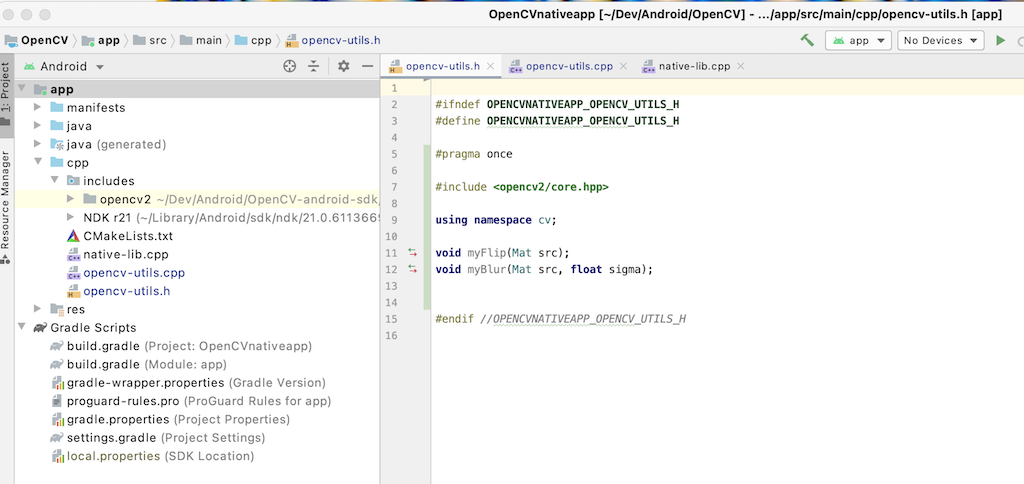 OpenCVnativeapp [~/Dev/Android/OpenCV] - .../app/src/main/cpp/opencv-utils.h [app]
OpenCV app src main cpp opencv-utils.h app No Devices
1: Project
Resource Manager
Android
app
manifests
java
java (generated)
cpp
includes
opencv2 ~/Dev/Android/OpenCV-android-sdk/
NDK r21 (~/Library/Android/sdk/ndk/21.0.6113669
CMakeLists.txt
native-lib.cpp
opencv-utils.cpp
opencv-utils.h
res
Gradle Scripts
build.gradle (Project: OpenCVnativeapp)
build.gradle (Module: app)
gradle-wrapper.properties (Gradle Version)
proguard-rules.pro (ProGuard Rules for app)
gradle.properties (Project Properties)
settings.gradle (Project Settings)
local.properties (SDK Location)
opencv-utils.h opencv-utils.cpp native-lib.cpp
1
2 #ifndef OPENCVNATIVEAPP_OPENCV_UTILS_H
3 #define OPENCVNATIVEAPP_OPENCV_UTILS_H
4
5 #pragma once
6
7 #include <opencv2/core.hpp>
8
9 using namespace cv;
10
11 void myFlip(Mat src);
12 void myBlur(Mat src, float sigma);
13
14
15 #endif //OPENCVNATIVEAPP_OPENCV_UTILS_H
16